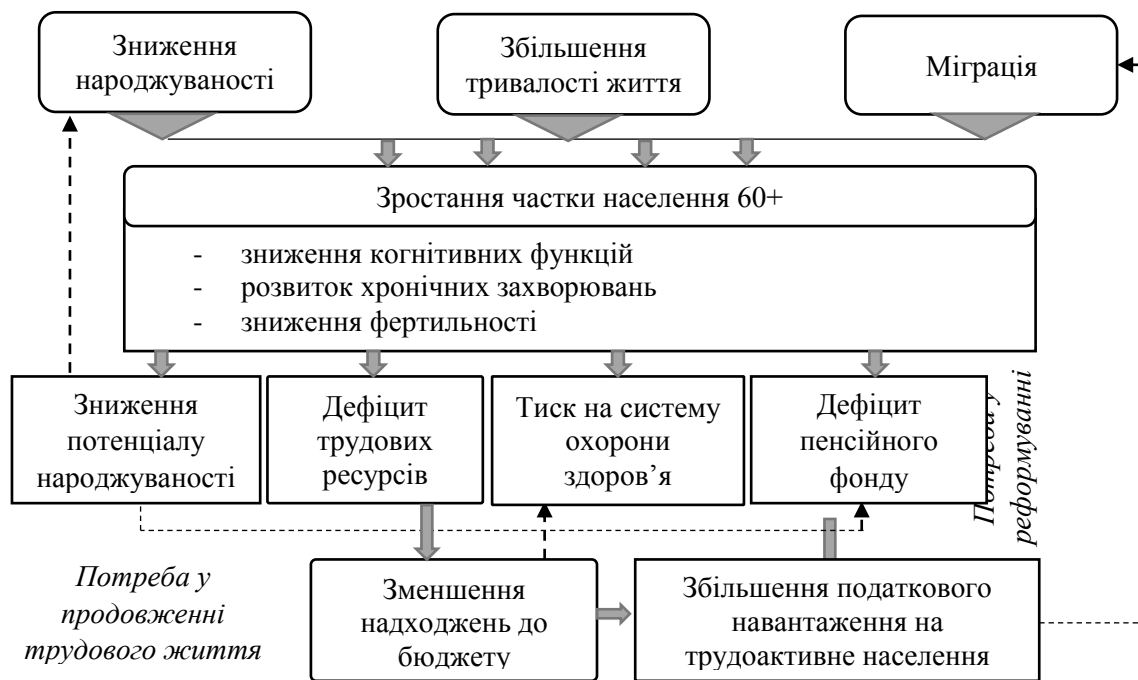 Зниження
народжуваності
Збільшення
тривалості життя
Міграція
Зростання частки населення 60+
- зниження когнітивних функцій
- розвиток хронічних захворювань
- зниження фертильності
Зниження
потенціалу
народжуваності
Дефіцит
трудових
ресурсів
Тиск на систему
охорони
здоров’я
Дефіцит
пенсійного
фонду
Потреба у
реформуванні
Потреба у
продовженні
трудового життя
Зменшення
надходжень до
бюджету
Збільшення податкового
навантаження на
трудоактивне населення